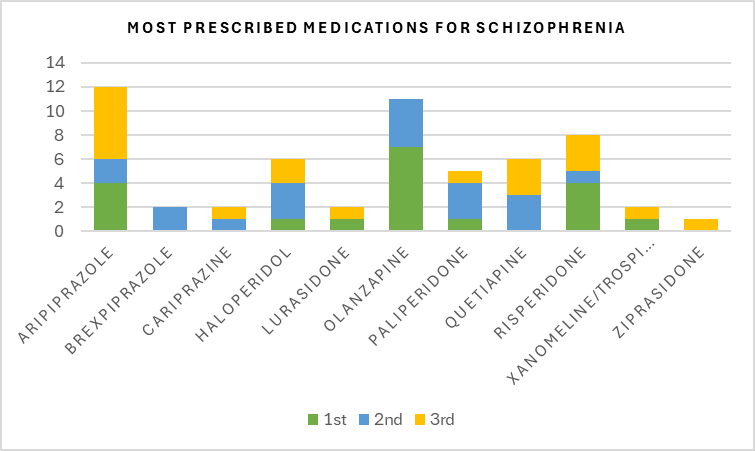 MOST PRESCRIBED MEDICATIONS FOR SCHIZOPHRENIA
14
12
10
8
6
4
2
0
ARIPIPRAZOLE
BREXPIPRAZOLE
CARIPRAZINE
HALOPERIDOL
LURASIDONE
OLANZAPINE
PALIPERIDONE
QUETIAPINE
RISPERIDONE
XANOMELINE/TROSPI...
ZIPRASIDONE
1st 2nd 3rd